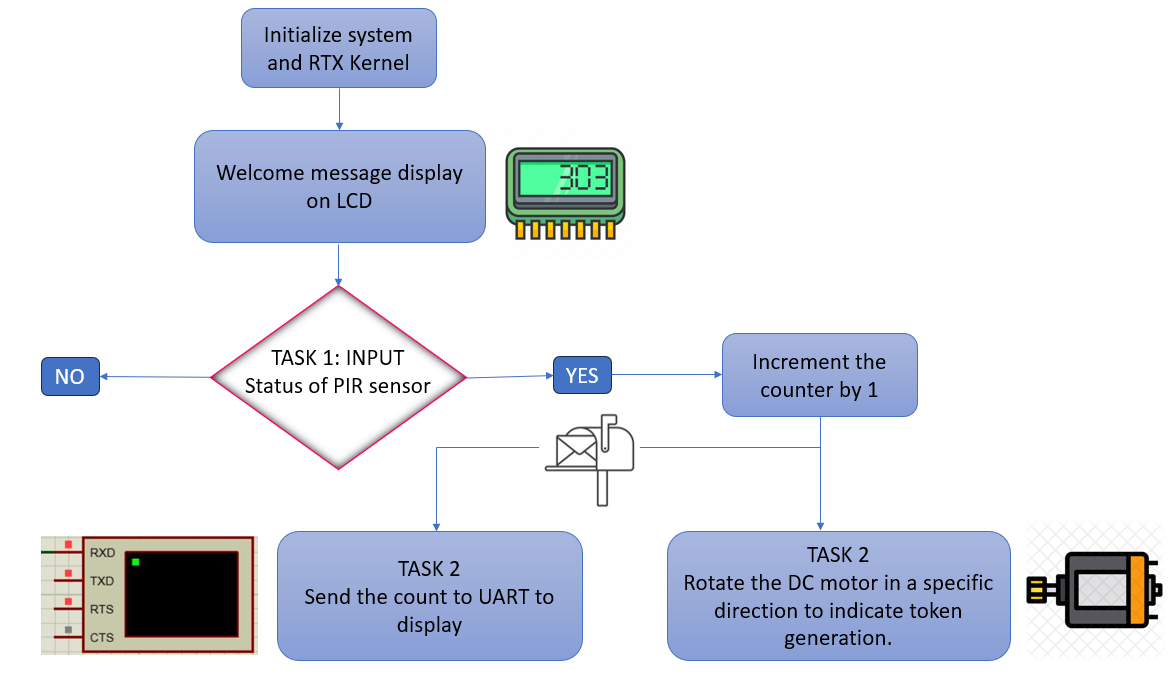 Initialize system
and RTX Kernel
Welcome message display
on LCD
303
TASK 1: INPUT
Status of PIR sensor
NO
YES
Increment the
counter by 1
RXD
TXD
RTS
CTS
TASK 2
Send the count to UART to
display
TASK 2
Rotate the DC motor in a specific
direction to indicate token
generation.